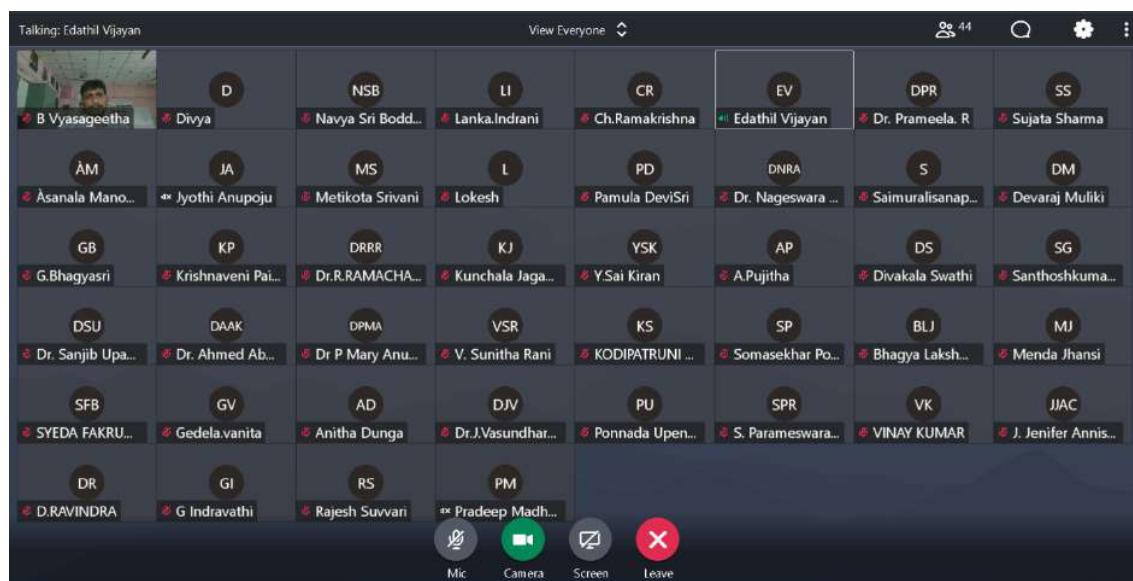 Talking: Edathil Vijayan View Everyone 44
D NSB LI CR EV DPR SS
B Vyasageetha Divya Navya Sri Bodd... Lanka.Indrani Ch.Ramakrishna Edathil Vijayan Dr. Prameela. R Sujata Sharma
ÀM JA MS L PD DNRA S DM
Àsanala Mano... Jyothi Anupoju Metikota Srivani Lokesh Pamula DeviSri Dr. Nageswara ... Saimuralisanap... Devaraj Muliki
GB KP DRRR KJ YSK AP DS SG
G.Bhagyasri Krishnaveni Pai... Dr.R.RAMACHA... Kunchala Jaga... Y.Sai Kiran A.Pujitha Divakala Swathi Santhoshkuma...
DSU DAAK DPMA VSR KS SP BLJ MJ
Dr. Sanjib Upa... Dr. Ahmed Ab... Dr P Mary Anu... V. Sunitha Rani KODIPATRUNI ... Somasekhar Po... Bhagya Laksh... Menda Jhansi
SFB GV AD DJV PU SPR VK JJAC
SYEDA FAKRU... Gedela.vanita Anitha Dunga Dr.J.Vasundhar... Ponnada Upen... S. Parameswara... VINAY KUMAR J. Jenifer Annis...
DR GI RS PM
D.RAVINDRA G Indravathi Rajesh Suvvari Pradeep Madh...
Mic Camera Screen Leave